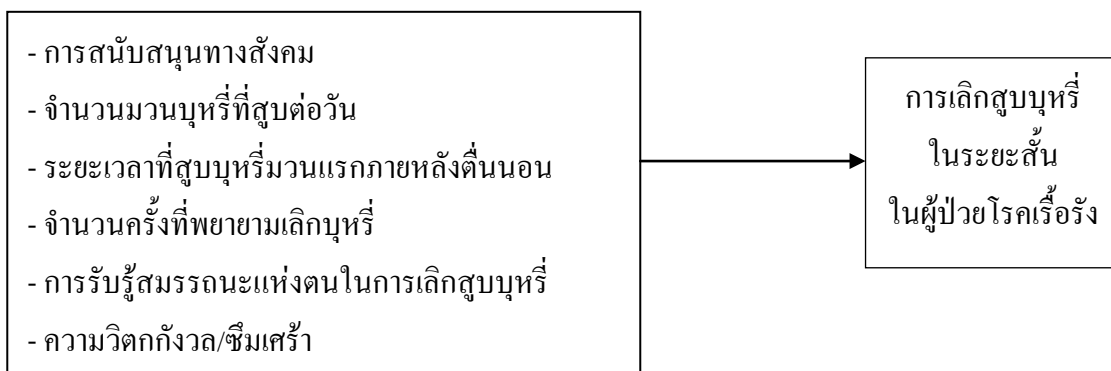 - การสนับสนุนทางสังคม
- จำนวนมวนบุหรี่ที่สูบต่อวัน
- ระยะเวลาที่สูบบุหรี่มวนแรกภายหลังตื่นนอน
- จำนวนครั้งที่พยายามเลิกบุหรี่
- การรับรู้สมรรถนะแห่งตนในการเลิกสูบบุหรี่
- ความวิตกกังวล/ซึมเศร้า
การเลิกสูบบุหรี่
ในระยะสั้น
ในผู้ป่วยโรคเรื้อรัง